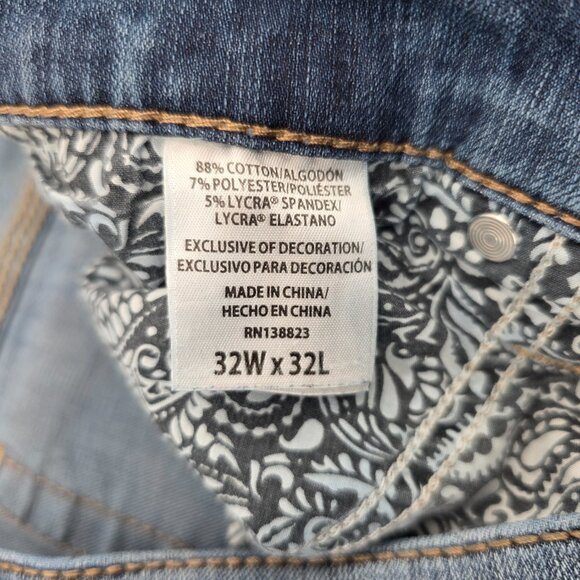 88% COTTON/ALGODÓN
7% POLYESTER/POLIÉSTER
5% LYCRA® SPANDEX/
LYCRA® ELASTANO
EXCLUSIVE OF DECORATION/
EXCLUSIVO PARA DECORACIÓN
MADE IN CHINA/
HECHO EN CHINA
RN138823
32W x 32L